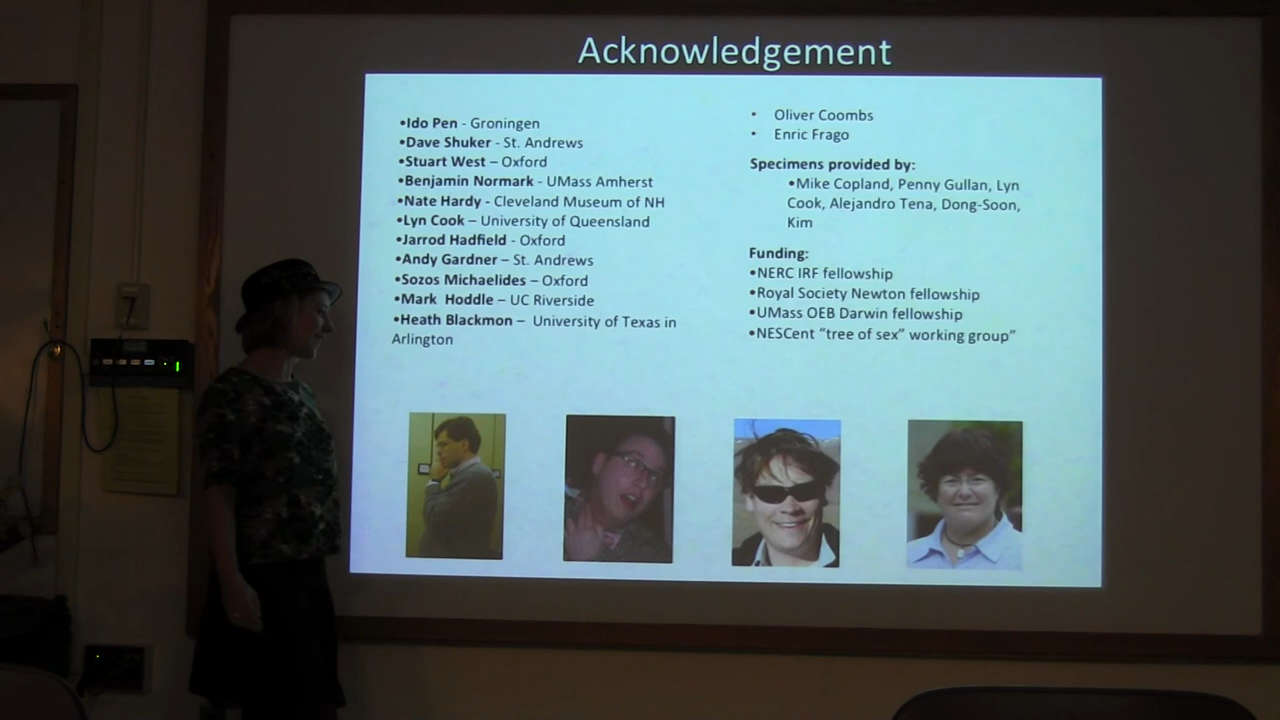 Acknowledgement
•Ido Pen - Groningen
•Dave Shuker - St. Andrews
•Stuart West – Oxford
•Benjamin Normark - UMass Amherst
•Nate Hardy - Cleveland Museum of NH
•Lyn Cook – University of Queensland
•Jarrod Hadfield - Oxford
•Andy Gardner – St. Andrews
•Sozos Michaelides – Oxford
•Mark Hoddle – UC Riverside
•Heath Blackmon – University of Texas in
Arlington
• Oliver Coombs
• Enric Frago
Specimens provided by:
•Mike Copland, Penny Gullan, Lyn
Cook, Alejandro Tena, Dong-Soon,
Kim
Funding:
•NERC IRF fellowship
•Royal Society Newton fellowship
•UMass OEB Darwin fellowship
•NESCent “tree of sex” working group”
7